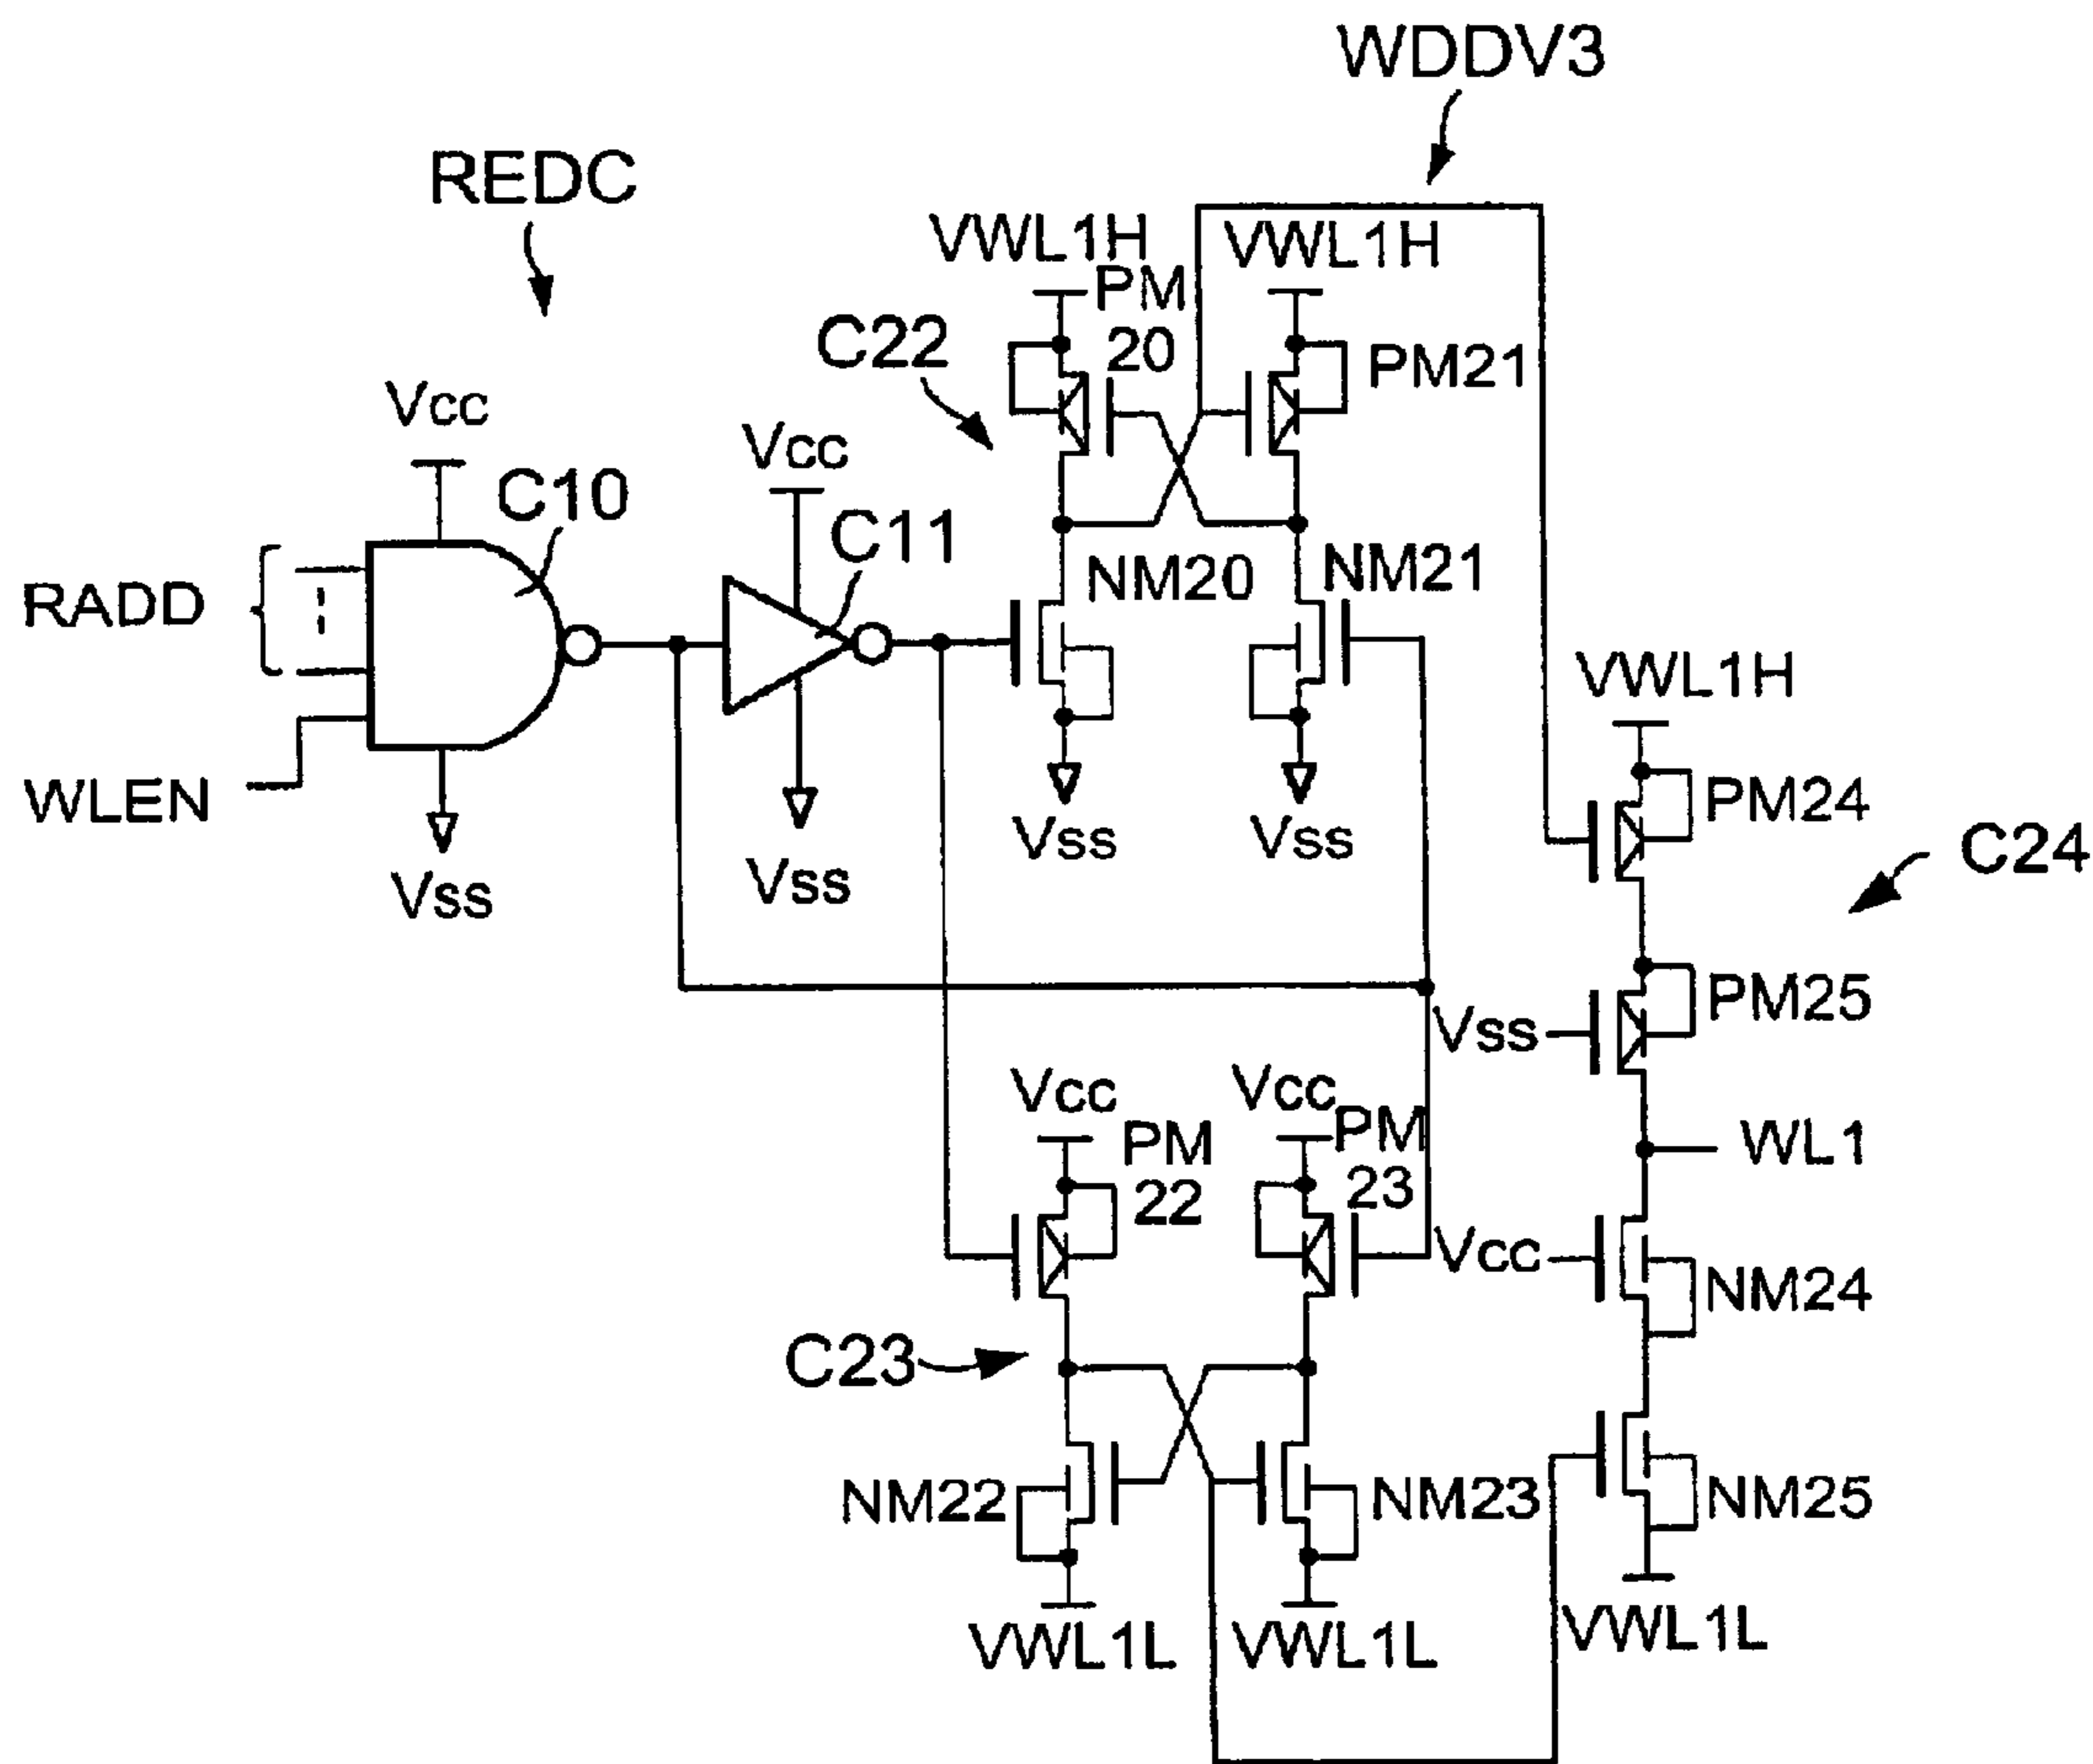 WDDV3
REDC
VWL1H
VWL1H
PM
20
C22
PM21
Vcc
Vcc
C10
C11
RADD
NM20
NM21
WLEN
VWL1H
PM24
C24
Vss
Vss
Vss
Vss
PM25
Vss
Vcc
Vcc
PM
22
PM
23
WL1
Vcc
NM24
C23
NM22
NM23
NM25
VWL1L
VWL1L
VWL1L